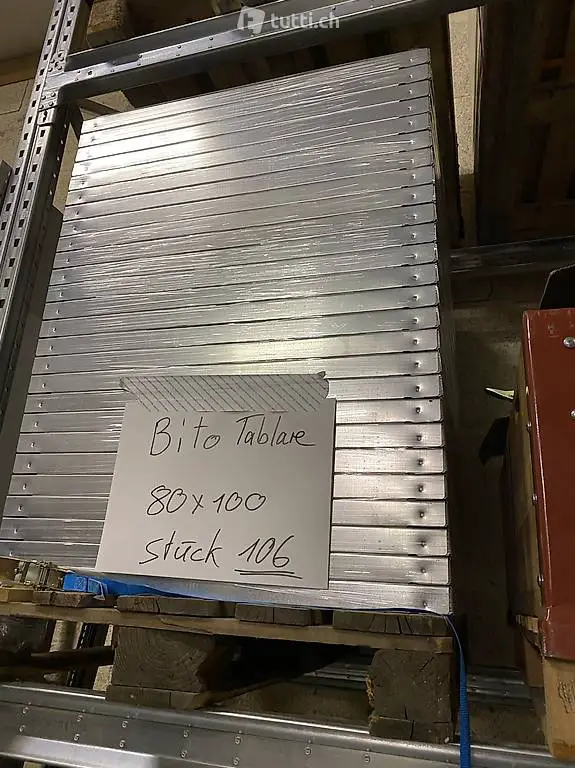 tutti.ch
Bito Tablare
80x100
Stück 106